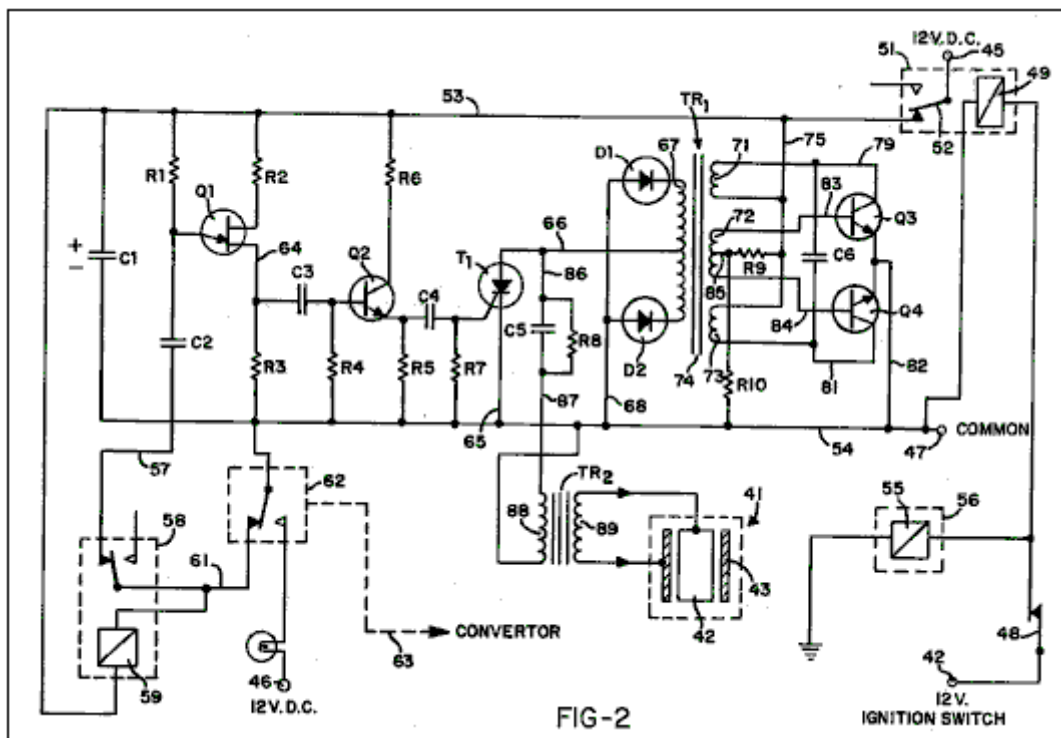 12V. D.C.
45
51
49
53
TR1
75
52
D1
67
71
79
R1
R2
R6
83
Q1
72
Q3
+
-
C1
64
66
T1
86
R9
C6
C3
Q2
C4
85
84
Q4
C2
C5
R8
D2
73
R3
R4
R5
R7
74
R10
81
82
87
68
65
54
COMMON
47
57
62
TR2
41
55
56
58
88
89
61
43
42
CONVERTOR
63
48
59
46
12V. D.C.
42
12V.
IGNITION SWITCH
FIG-2